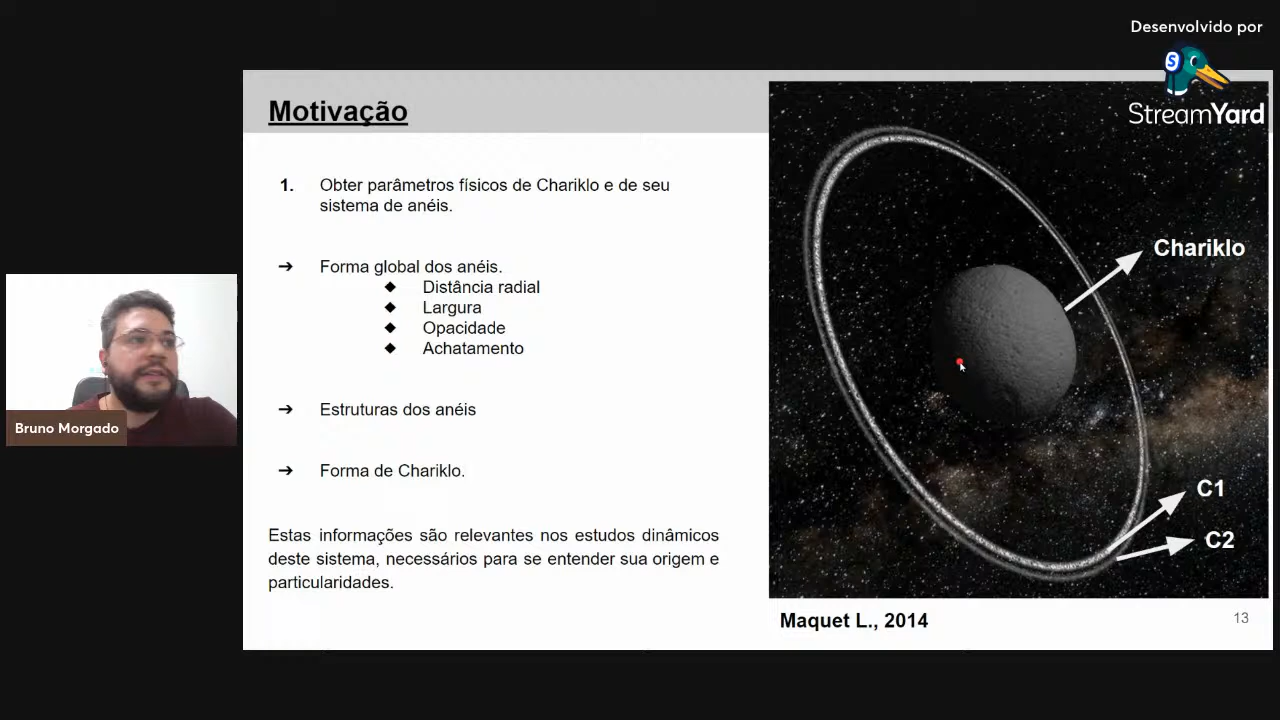 Desenvolvido por
StreamYard
Motivação
1. Obter parâmetros físicos de Chariklo e de seu
sistema de anéis.
➔ Forma global dos anéis.
◆ Distância radial
◆ Largura
◆ Opacidade
◆ Achatamento
➔ Estruturas dos anéis
➔ Forma de Chariklo.
Estas informações são relevantes nos estudos dinâmicos
deste sistema, necessários para se entender sua origem e
particularidades.
Chariklo
C1
C2
Maquet L., 2014
13
Bruno Morgado